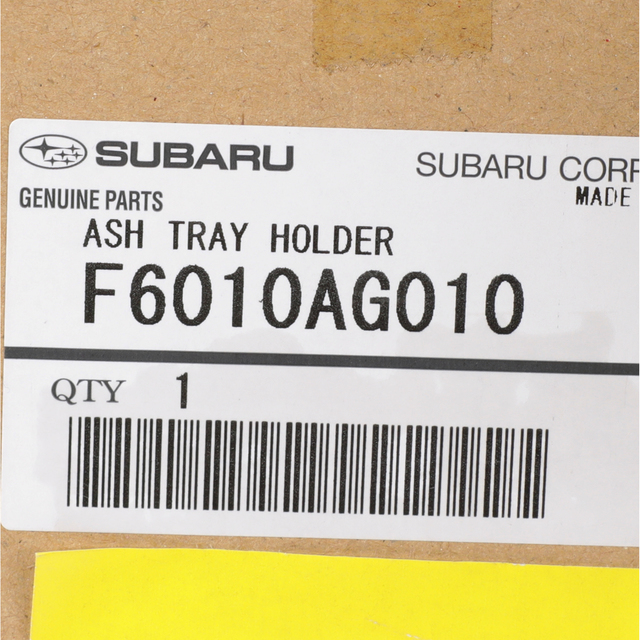 SUBARU
SUBARU CORP
MADE
GENUINE PARTS
ASH TRAY HOLDER
F6010AG010
QTY 1